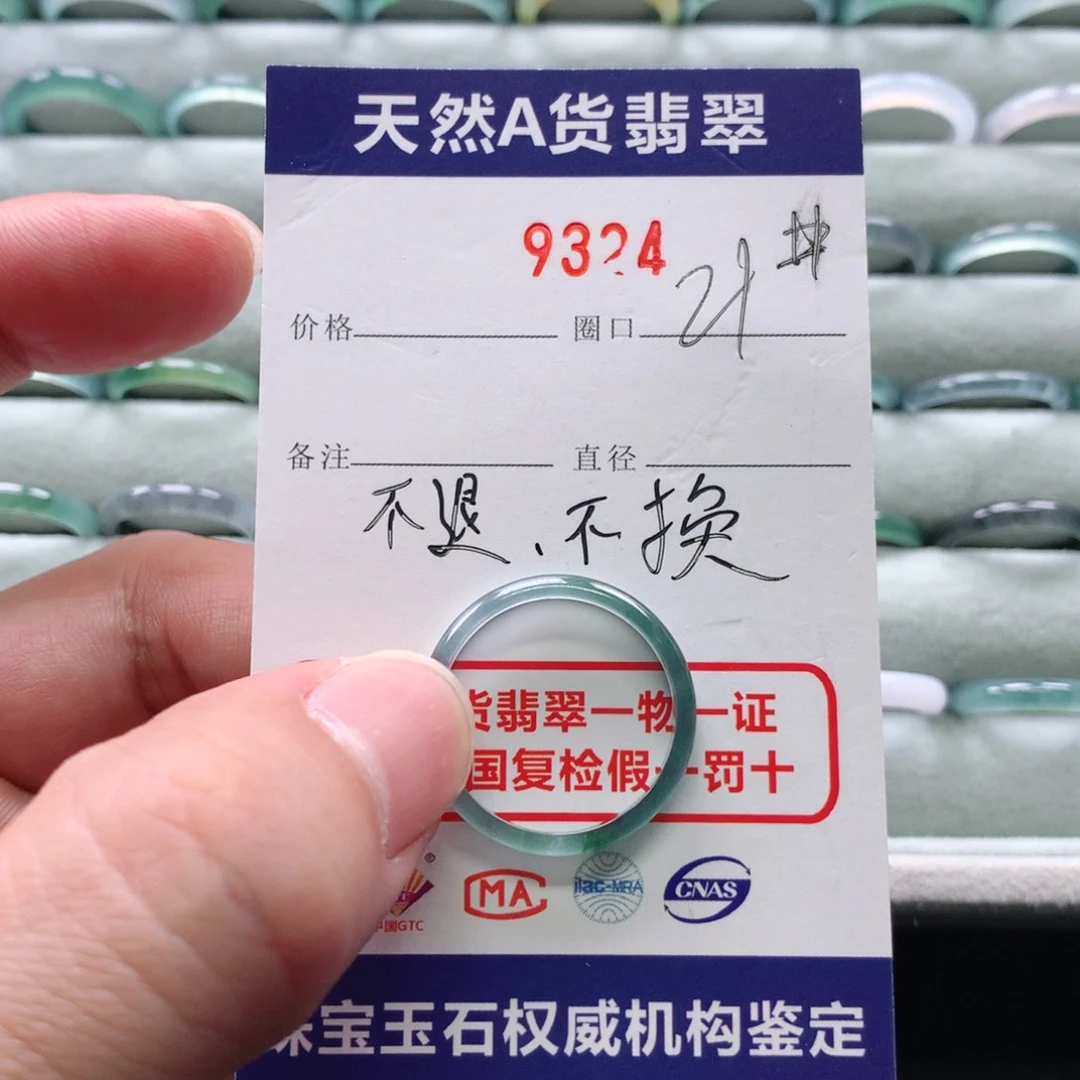 天然A货翡翠
9324
21#
价格 圈口
备注 直径
不退、不换
货翡翠一物一证
国复检假一罚十
®
中国GTC MA ilac-MRA CNAS
珠宝玉石权威机构鉴定